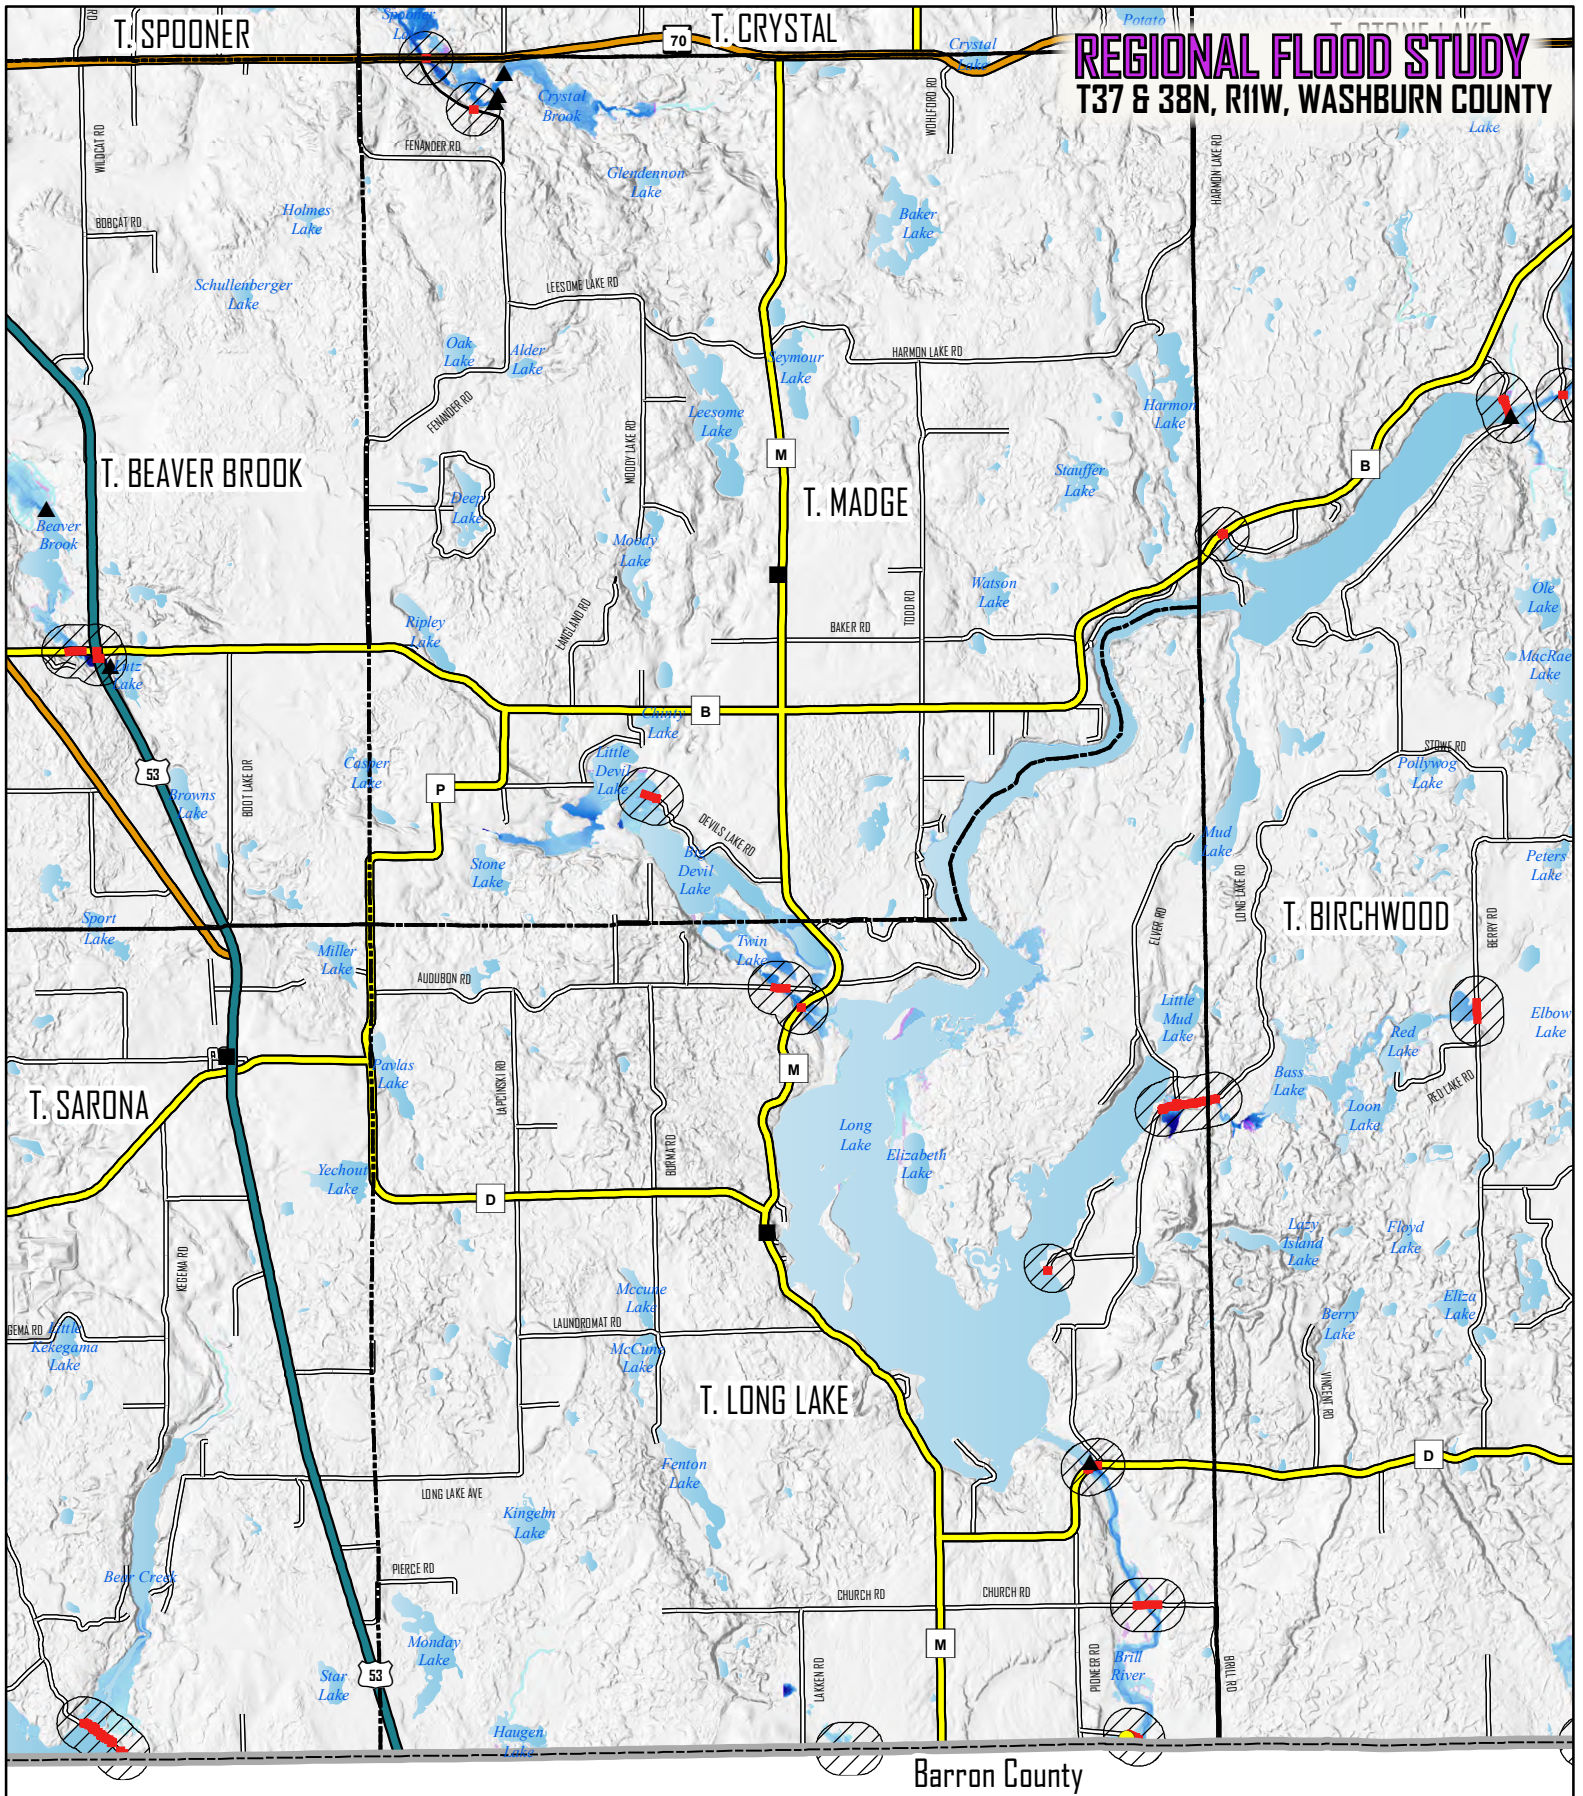 T. SPOONER
T. CRYSTAL
70
Spooner
Potato
Crystal
Lake
T. STONE LAKE
REGIONAL FLOOD STUDY
T37 & 38N, R11W, WASHBURN COUNTY
Lake
RD
Crystal
Brook
WILDCAT RD
FENANDER RD
WOHLFORD RD
HARMON LAKE RD
Glendennon
Lake
Holmes
Lake
BOBCAT RD
Baker
Lake
Schullenberger
Lake
LEESOME LAKE RD
Oak
Lake
Alder
Lake
Seymour
Lake
HARMON LAKE RD
FENANDER RD
MOODY LAKE RD
Leesome
Lake
Harmon
Lake
M
B
T. BEAVER BROOK
T. MADGE
Deep
Lake
Stauffer
Lake
Beaver
Brook
Moody
Lake
Watson
Lake
Ole
Lake
Ripley
Lake
LANGLAND RD
BAKER RD
TODD RD
Lutz
Lake
MacRae
Lake
B
Chinty
Lake
53
BOOT LAKE DR
Casper
Lake
P
Little
Devil
Lake
STOWE RD
Pollywog
Lake
Browns
Lake
DEVILS LAKE RD
Big
Devil
Lake
Stone
Lake
Mud
Lake
LONG LAKE RD
Peters
Lake
Sport
Lake
ELVER RD
T. BIRCHWOOD
BERRY RD
Miller
Lake
Twin
Lake
AUDUBON RD
Little
Mud
Lake
Red
Lake
Elbow
Lake
P
Pavlas
Lake
LAPCINSKI RD
M
Bass
Lake
RED LAKE RD
T. SARONA
Loon
Lake
Long
Lake
BURMA RD
Elizabeth
Lake
Yechout
Lake
D
KEGEMA RD
Lazy
Island
Lake
Floyd
Lake
Mccune
Lake
Eliza
Lake
GEMA RD
Little
Kekegama
Lake
LAUNDROMAT RD
McCune
Lake
Berry
Lake
VINCENT RD
T. LONG LAKE
D
Fenton
Lake
LONG LAKE AVE
Kingelm
Lake
PIERCE RD
Bear Creek
CHURCH RD
CHURCH RD
Monday
Lake
M
PIONEER RD
Brill
River
BRILL RD
LAKKEN RD
53
Star
Lake
Haugen
Lake
Barron County